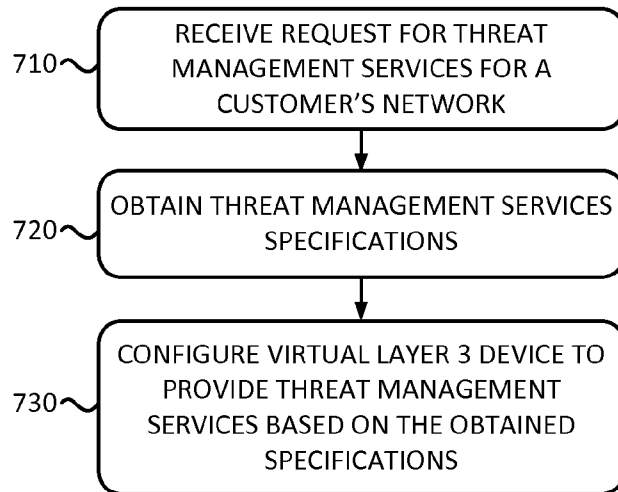 710
RECEIVE REQUEST FOR THREAT
MANAGEMENT SERVICES FOR A
CUSTOMER'S NETWORK
720
OBTAIN THREAT MANAGEMENT SERVICES
SPECIFICATIONS
730
CONFIGURE VIRTUAL LAYER 3 DEVICE TO
PROVIDE THREAT MANAGEMENT
SERVICES BASED ON THE OBTAINED
SPECIFICATIONS